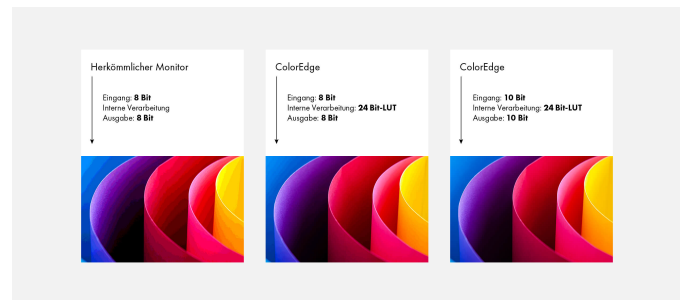 Herkömmlicher Monitor
Eingang: 8 Bit
Interne Verarbeitung
Ausgabe: 8 Bit
ColorEdge
Eingang: 8 Bit
Interne Verarbeitung: 24 Bit-LUT
Ausgabe: 8 Bit
ColorEdge
Eingang: 10 Bit
Interne Verarbeitung: 24 Bit-LUT
Ausgabe: 10 Bit